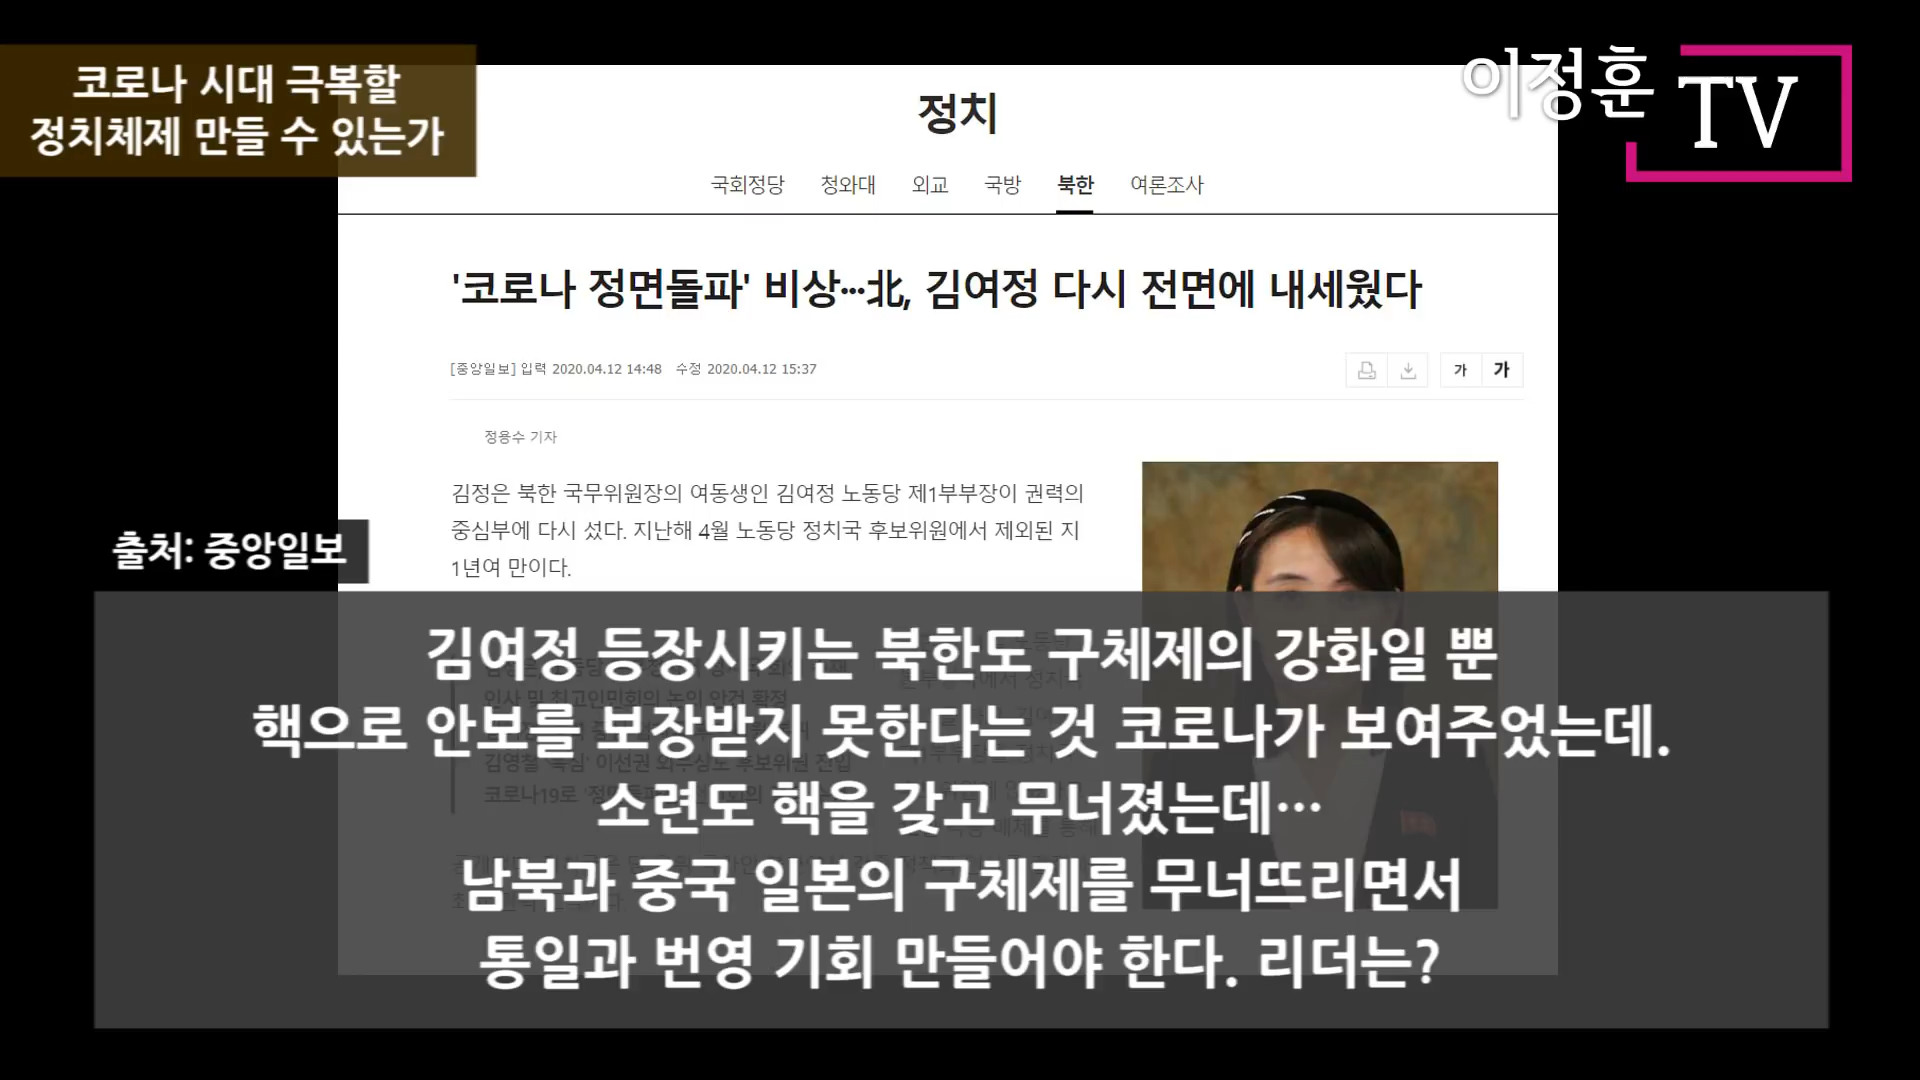 코로나 시대 극복할
정치체제 만들 수 있는가
이정훈 TV
정치
국회정당 청와대 외교 국방 북한 여론조사
'코로나 정면돌파' 비상…北, 김여정 다시 전면에 내세웠다
[중앙일보] 입력 2020.04.12 14:48 수정 2020.04.12 15:37
가 가
정용수 기자
김정은 북한 국무위원장의 여동생인 김여정 노동당 제1부부장이 권력의
중심부에 다시 섰다. 지난해 4월 노동당 정치국 후보위원에서 제외된 지
1년여 만이다.
출처: 중앙일보
김여정 등장시키는 북한도 구체제의 강화일 뿐
핵으로 안보를 보장받지 못한다는 것 코로나가 보여주었는데.
소련도 핵을 갖고 무너졌는데…
남북과 중국 일본의 구체제를 무너뜨리면서
통일과 번영 기회 만들어야 한다. 리더는?